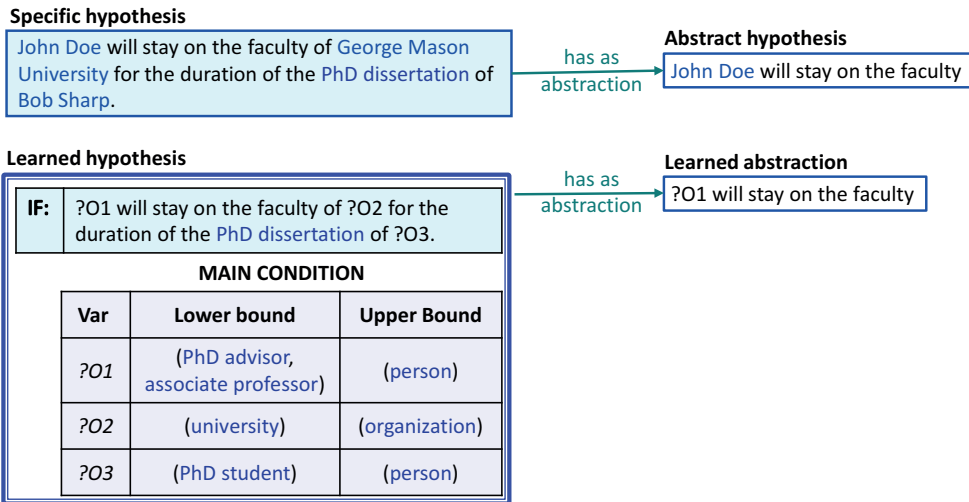 Specific hypothesis
John Doe will stay on the faculty of George Mason
University for the duration of the PhD dissertation of
Bob Sharp.
has as
abstraction
Abstract hypothesis
John Doe will stay on the faculty
Learned hypothesis
IF: ?O1 will stay on the faculty of ?O2 for the
duration of the PhD dissertation of ?O3.
MAIN CONDITION
Var Lower bound Upper Bound
?O1 (PhD advisor, associate professor) (person)
?O2 (university) (organization)
?O3 (PhD student) (person)
has as
abstraction
Learned abstraction
?O1 will stay on the faculty